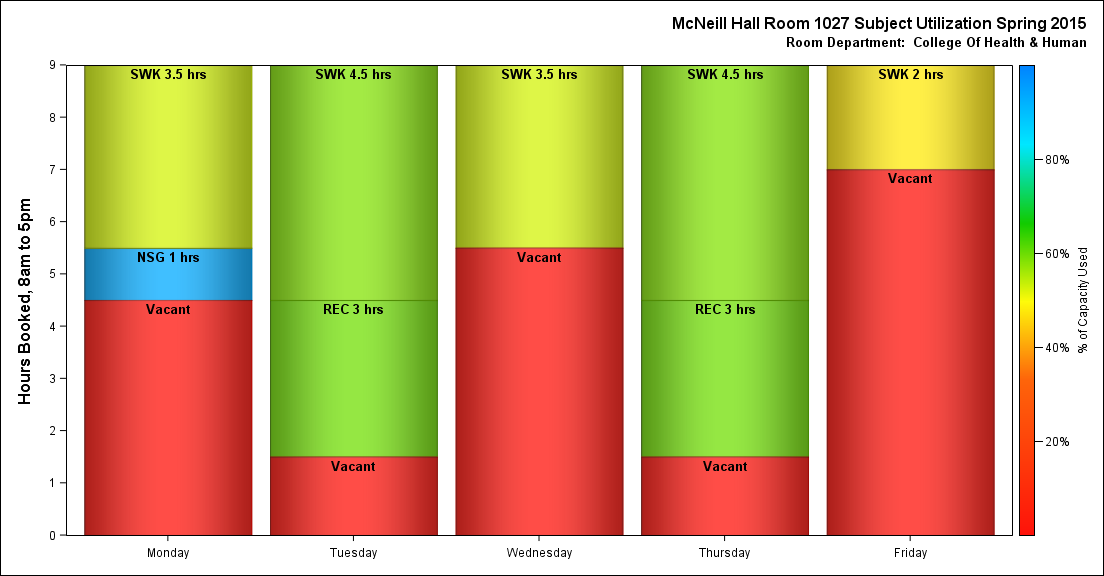 McNeill Hall Room 1027 Subject Utilization Spring 2015
Room Department: College Of Health & Human
Hours Booked, 8am to 5pm
9
8
7
6
5
4
3
2
1
0
SWK 3.5 hrs
NSG 1 hrs
Vacant
SWK 4.5 hrs
REC 3 hrs
Vacant
SWK 3.5 hrs
Vacant
SWK 4.5 hrs
REC 3 hrs
Vacant
SWK 2 hrs
Vacant
Monday
Tuesday
Wednesday
Thursday
Friday
80%
60%
40%
20%
% of Capacity Used